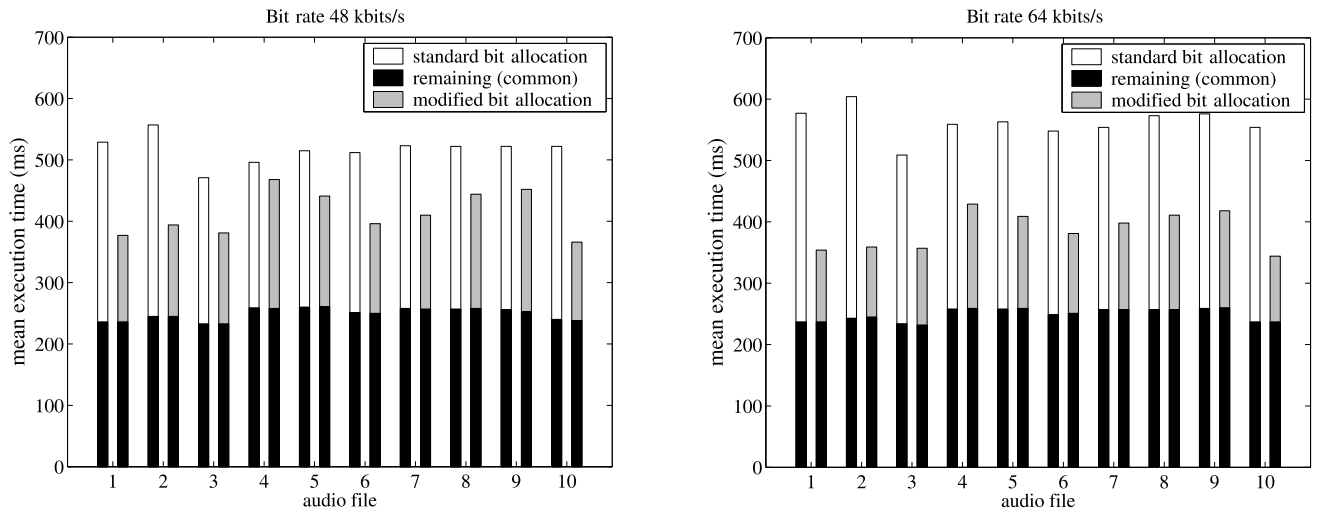 Bit rate 48 kbits/s
700
600
500
400
300
200
100
0
mean execution time (ms)
standard bit allocation
remaining (common)
modified bit allocation
1 2 3 4 5 6 7 8 9 10
audio file
Bit rate 64 kbits/s
700
600
500
400
300
200
100
0
mean execution time (ms)
standard bit allocation
remaining (common)
modified bit allocation
1 2 3 4 5 6 7 8 9 10
audio file